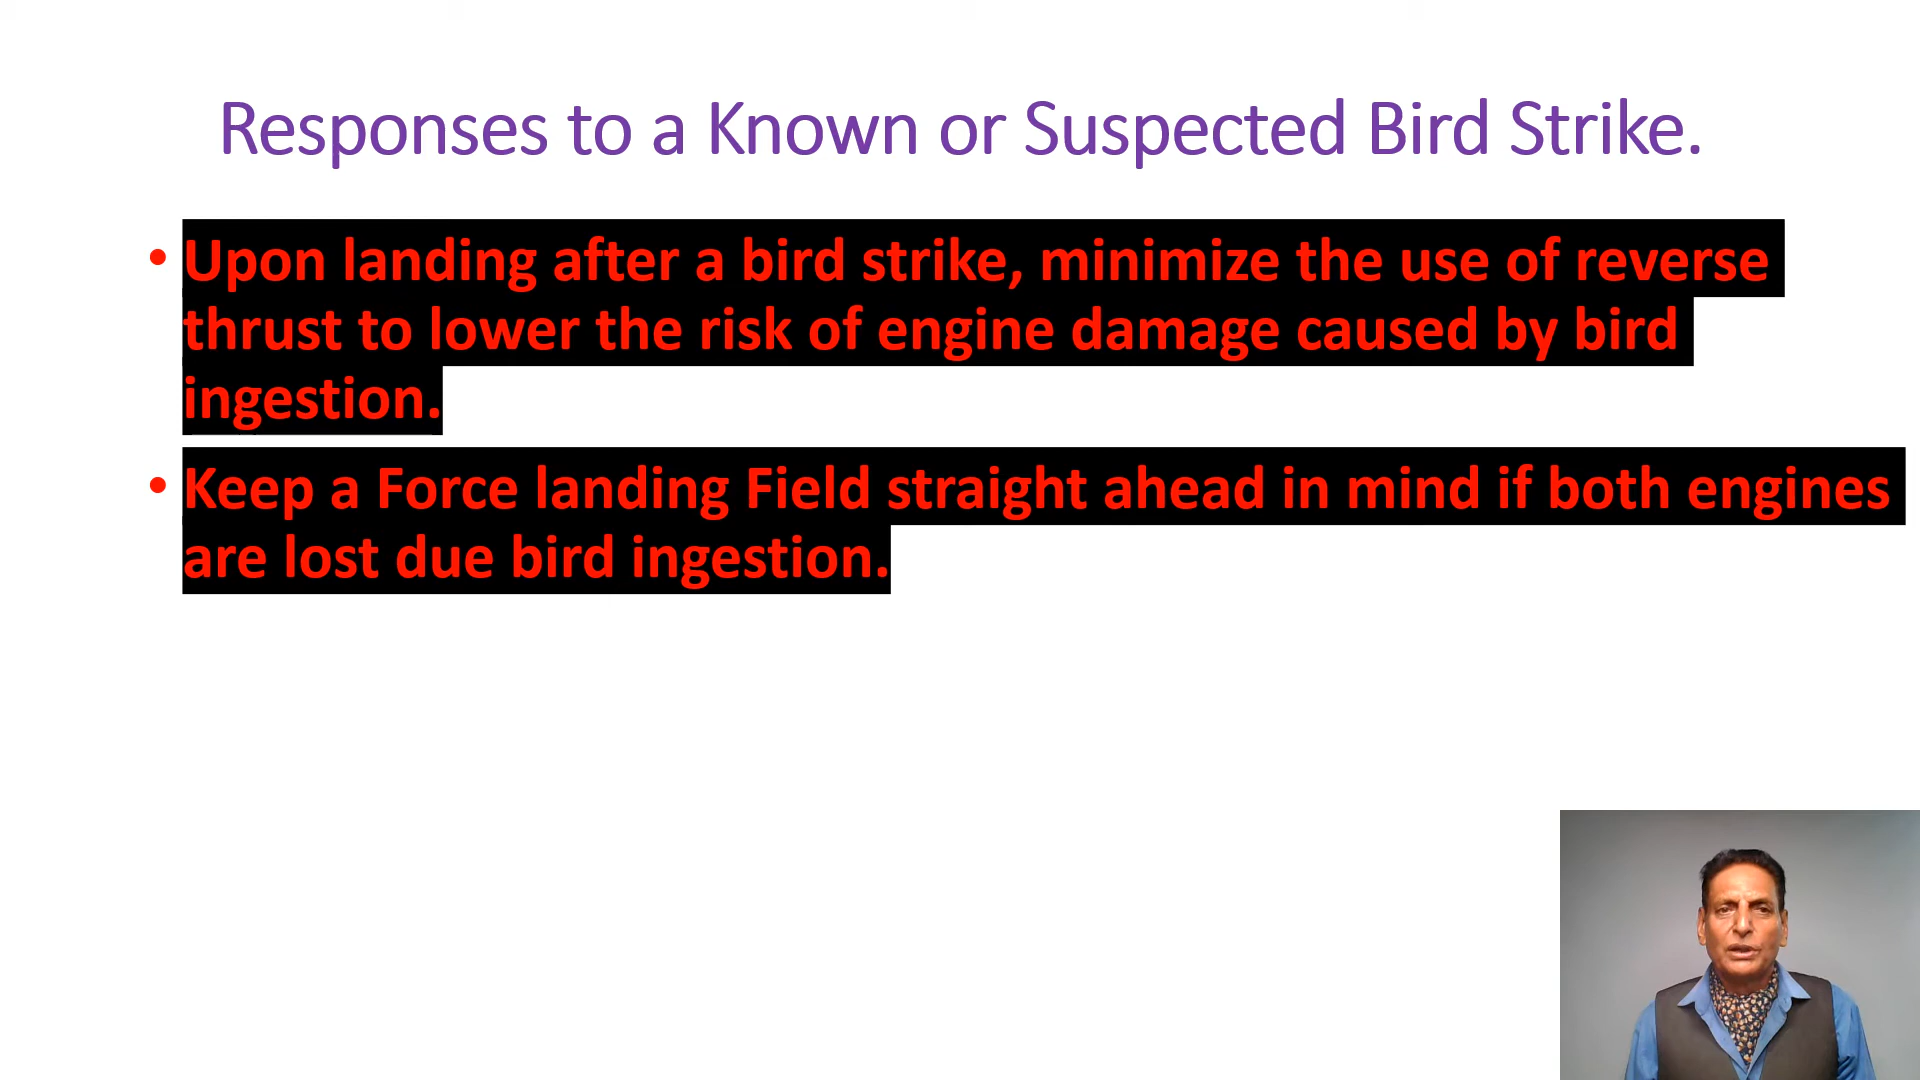 Responses to a Known or Suspected Bird Strike.
• Upon landing after a bird strike, minimize the use of reverse
thrust to lower the risk of engine damage caused by bird
ingestion.
• Keep a Force landing Field straight ahead in mind if both engines
are lost due bird ingestion.